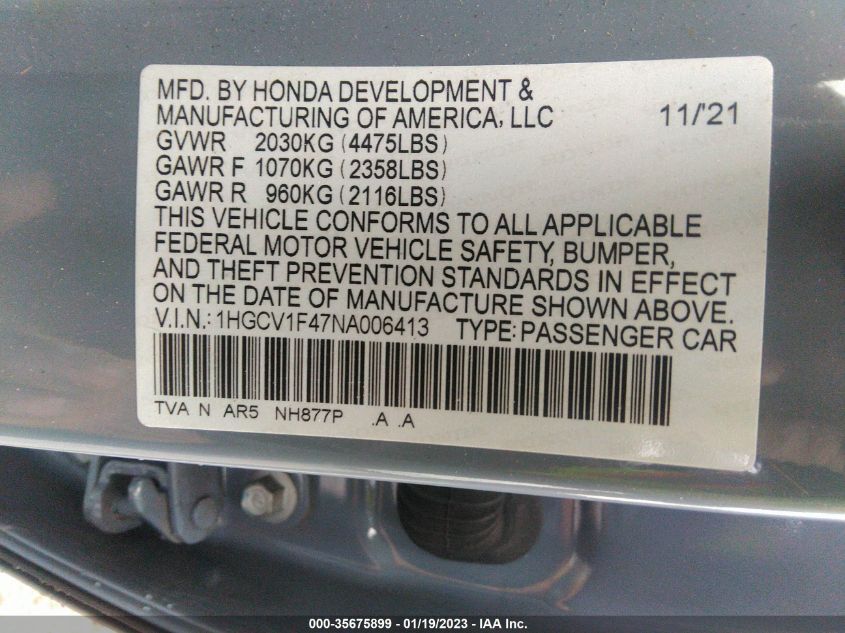 MFD. BY HONDA DEVELOPMENT &
MANUFACTURING OF AMERICA, LLC 11/'21
GVWR 2030KG (4475LBS)
GAWR F 1070KG (2358LBS)
GAWR R 960KG (2116LBS)
THIS VEHICLE CONFORMS TO ALL APPLICABLE
FEDERAL MOTOR VEHICLE SAFETY, BUMPER,
AND THEFT PREVENTION STANDARDS IN EFFECT
ON THE DATE OF MANUFACTURE SHOWN ABOVE.
V.I.N.: 1HGCV1F47NA006413 TYPE: PASSENGER CAR
TVA N AR5 NH877P .A .A
000-35675899 - 01/19/2023 - IAA Inc.